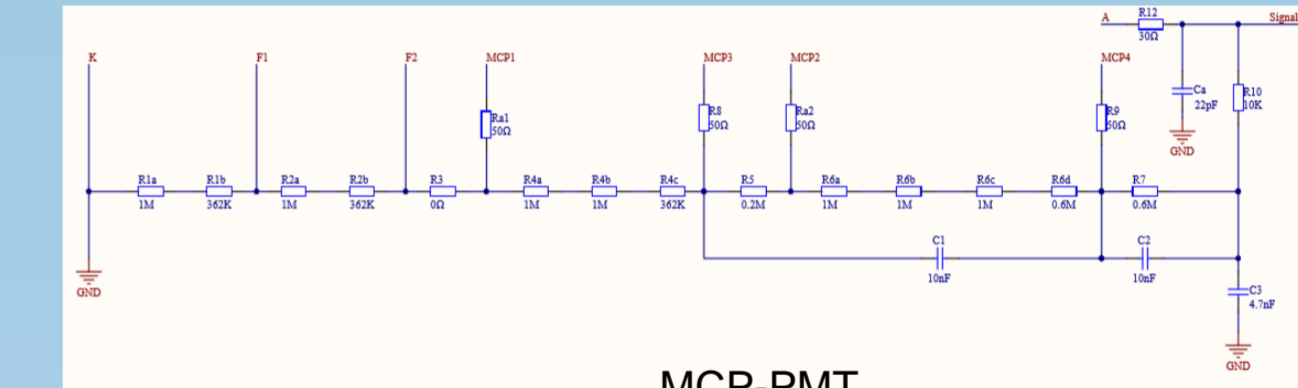 A R12 Signal
30Ω
K F1 F2 MCP1 MCP3 MCP2 MCP4
Ca
22pF
R10
10K
Ra1
50Ω
R8
50Ω
Ra2
50Ω
R9
50Ω
GND
R1a R1b R2a R2b R3 R4a R4b R4c R5 R6a R6b R6c R6d R7
1M 362K 1M 362K 0Ω 1M 1M 362K 0.2M 1M 1M 1M 0.6M 0.6M
C1 C2
10nF 10nF
GND
C3
4.7nF
GND
MCP-PMT